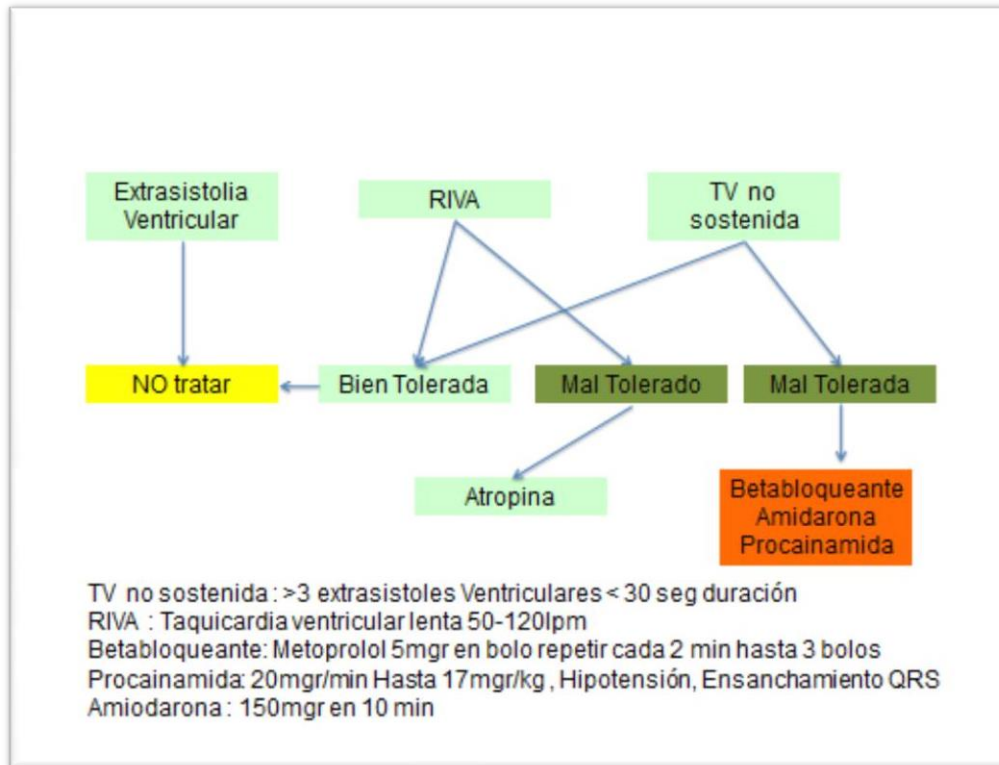 Extrasistolia
Ventricular
RIVA
TV no
sostenida
NO tratar
Bien Tolerada
Mal Tolerado
Mal Tolerada
Atropina
Betabloqueante
Amidarona
Procainamida
TV no sostenida : >3 extrasistoles Ventriculares < 30 seg duración
RIVA : Taquicardia ventricular lenta 50-120lpm
Betabloqueante: Metoprolol 5mgr en bolo repetir cada 2 min hasta 3 bolos
Procainamida: 20mgr/min Hasta 17mgr/kg , Hipotensión, Ensanchamiento QRS
Amiodarona : 150mgr en 10 min